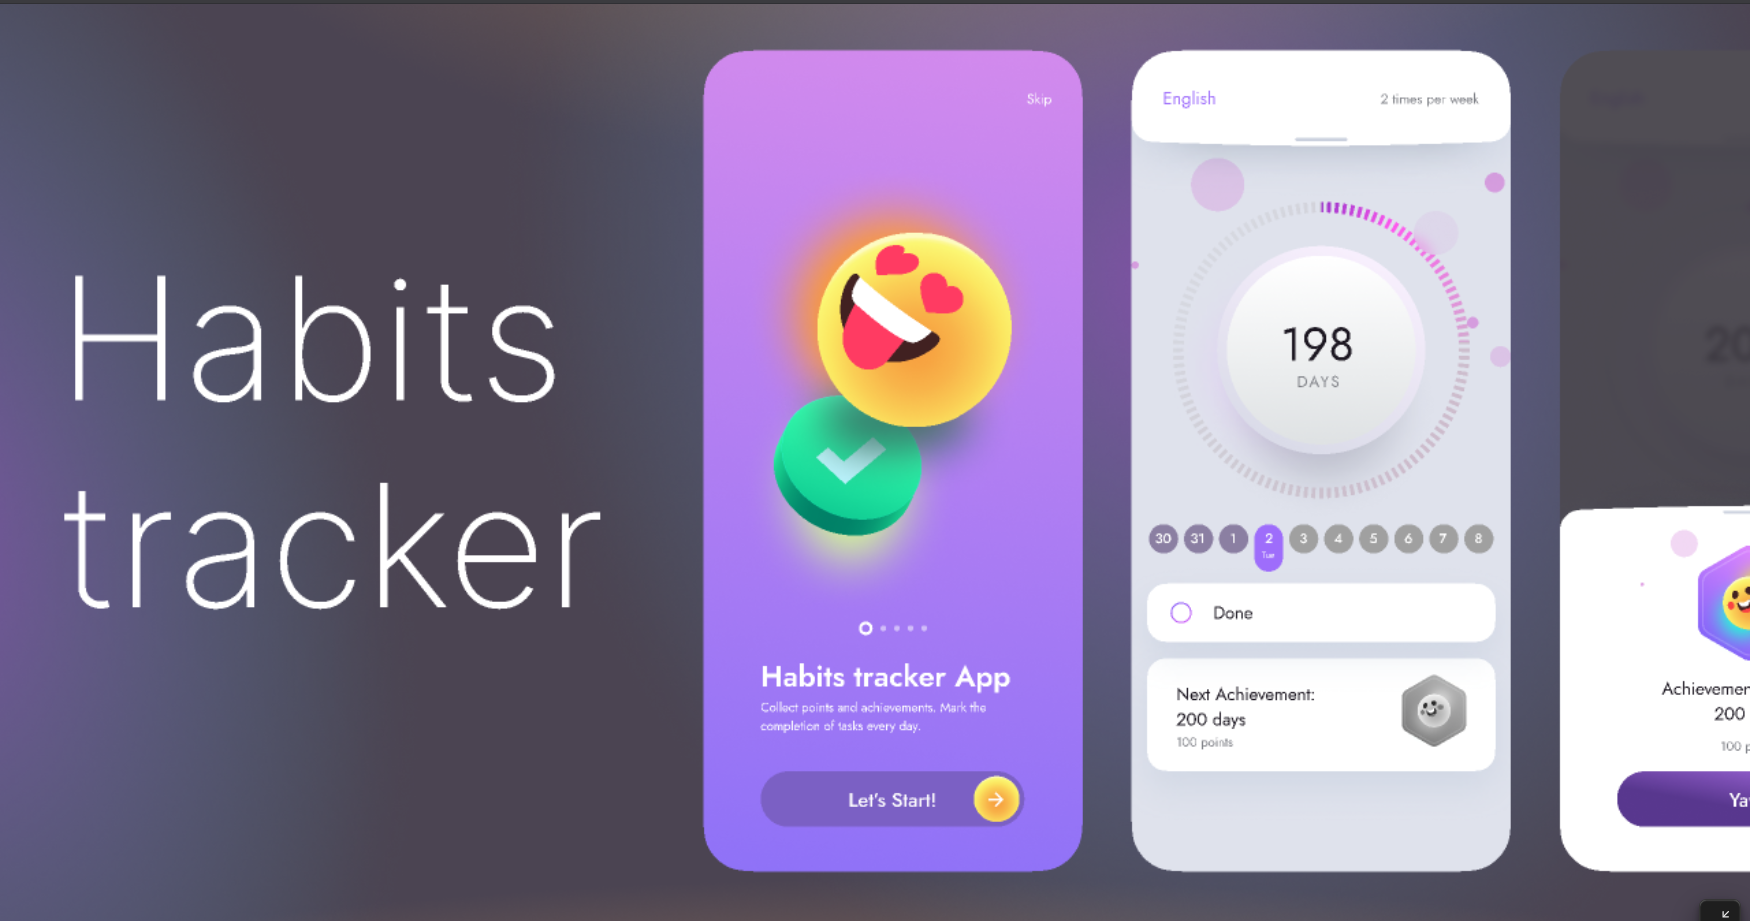 Habits
tracker
Skip
Habits tracker App
Collect points and achievements. Mark the
completion of tasks every day.
Let's Start!
English
2 times per week
198
DAYS
30 31 1 2 3 4 5 6 7 8
Tue
Done
Next Achievement:
200 days
100 points
200
100